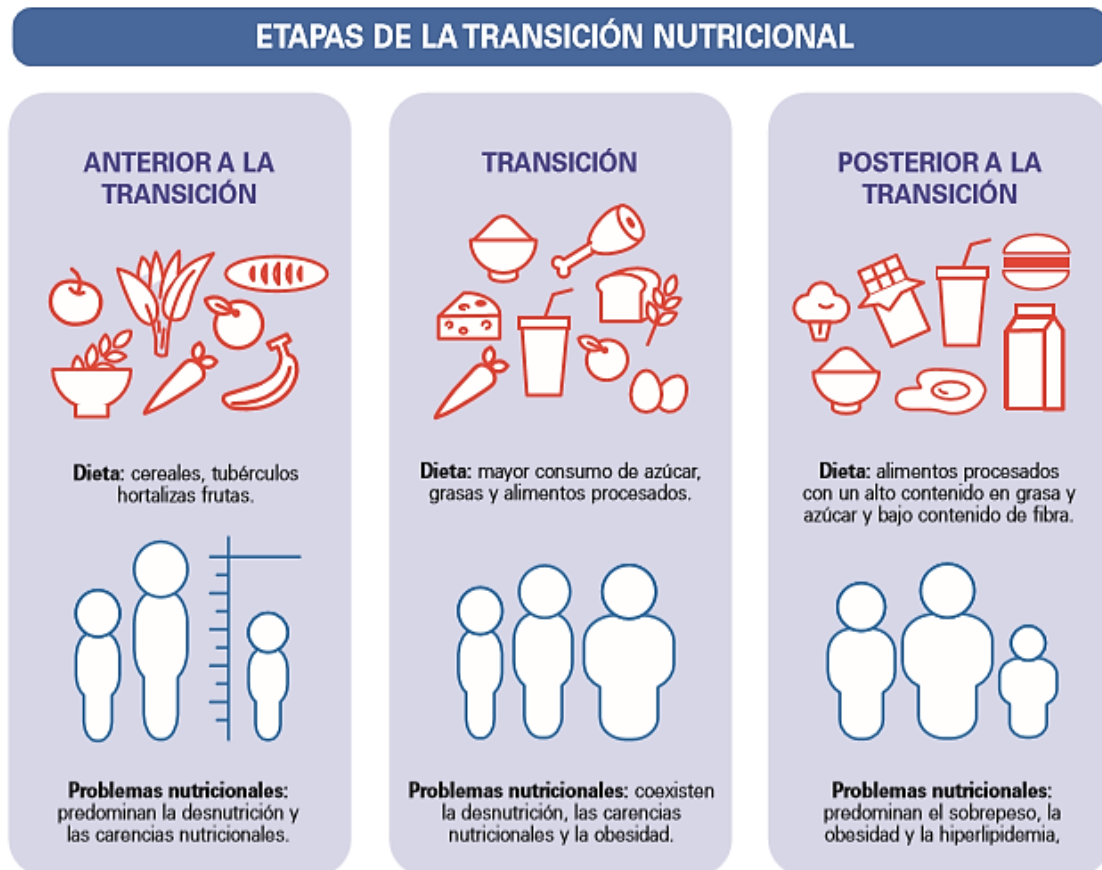 ETAPAS DE LA TRANSICIÓN NUTRICIONAL
ANTERIOR A LA
TRANSICIÓN
Dieta: cereales, tubérculos
hortalizas frutas.
Problemas nutricionales:
predominan la desnutrición y
las carencias nutricionales.
TRANSICIÓN
Dieta: mayor consumo de azúcar,
grasas y alimentos procesados.
Problemas nutricionales: coexisten
la desnutrición, las carencias
nutricionales y la obesidad.
POSTERIOR A LA
TRANSICIÓN
Dieta: alimentos procesados
con un alto contenido en grasa y
azúcar y bajo contenido de fibra.
Problemas nutricionales:
predominan el sobrepeso, la
obesidad y la hiperlipidemia,